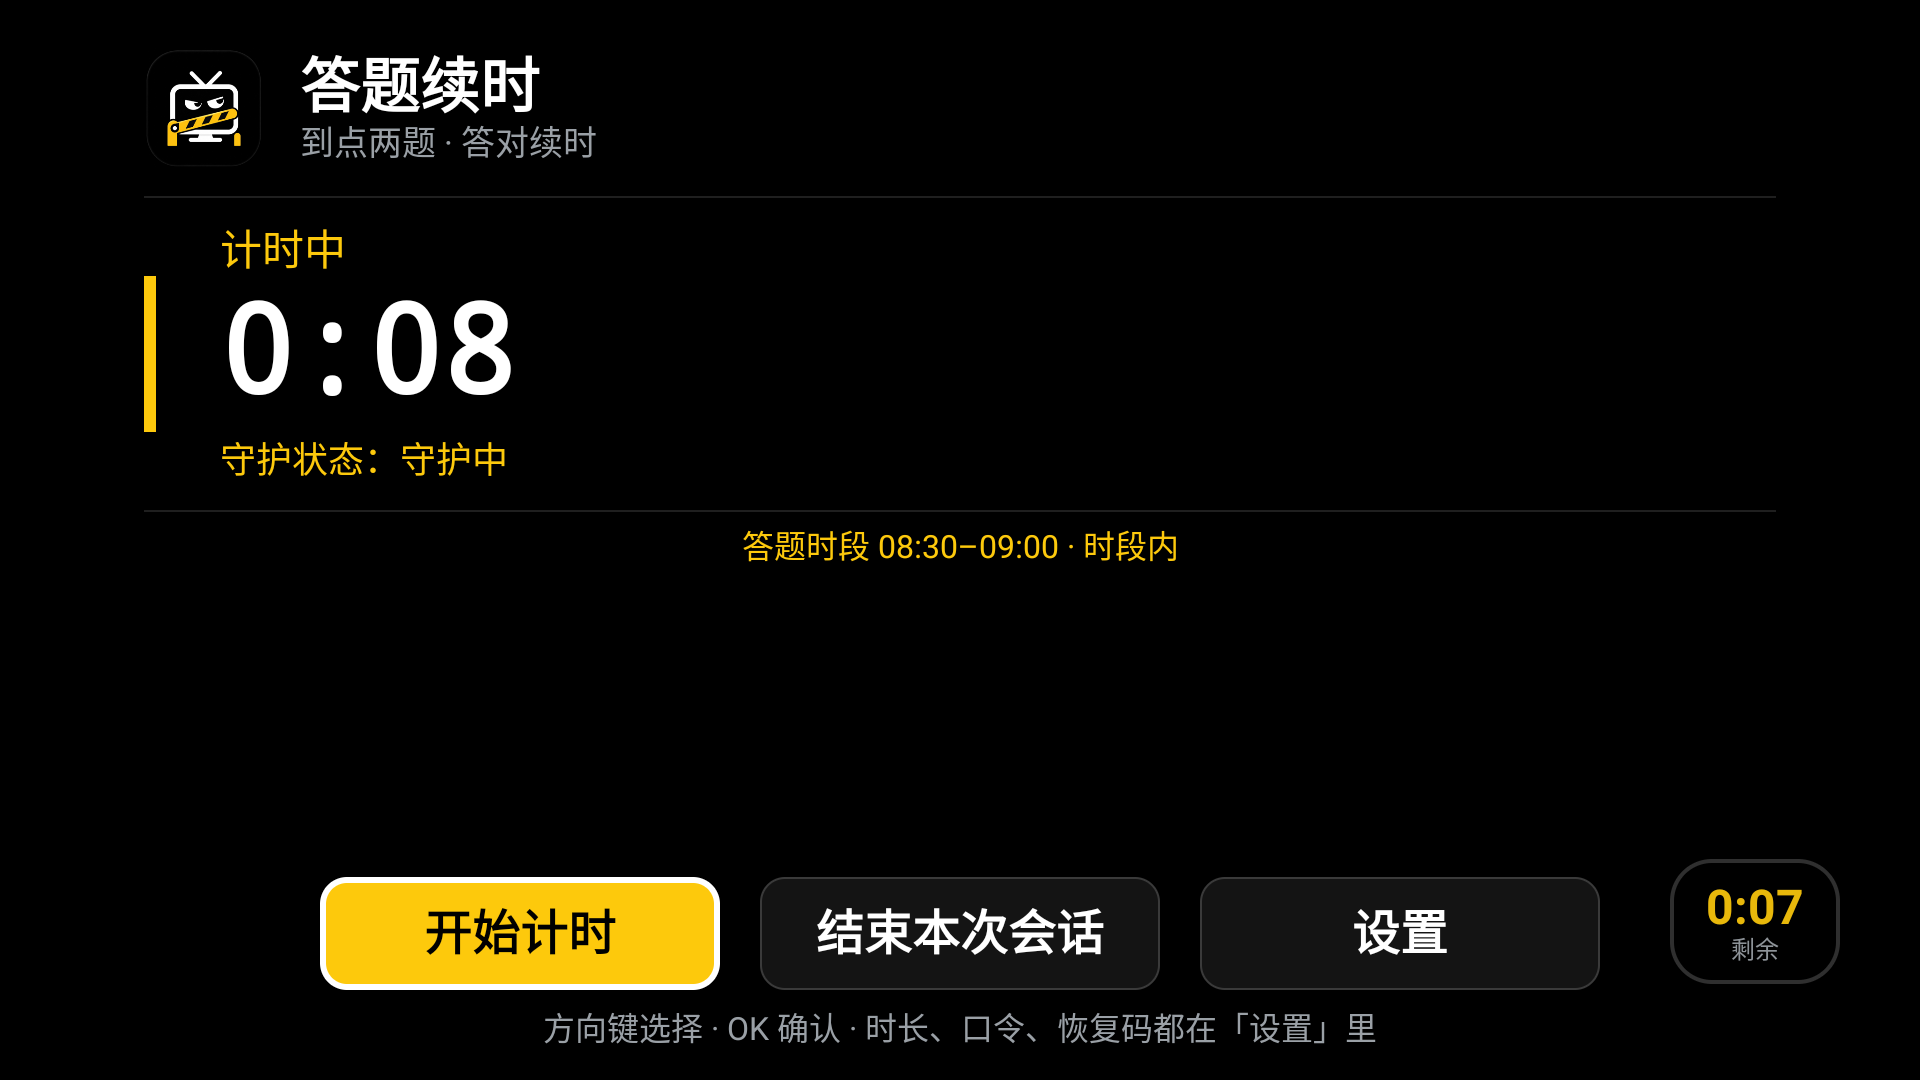 答题续时
到点两题 · 答对续时
计时中
0:08
守护状态：守护中
答题时段 08:30–09:00 · 时段内
开始计时
结束本次会话
设置
0:07
剩余
方向键选择 · OK 确认 · 时长、口令、恢复码都在「设置」里